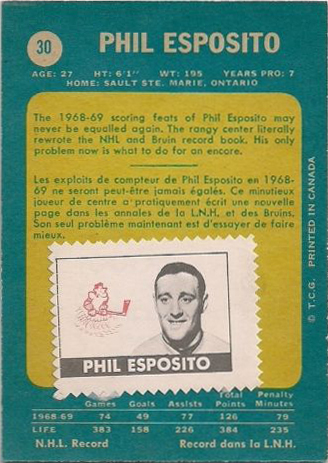 30
PHIL ESPOSITO
AGE: 27 HT: 6'1" WT: 195 YEARS PRO: 7
HOME: SAULT STE. MARIE, ONTARIO
The 1968-69 scoring feats of Phil Esposito may
never be equalled again. The rangy center literally
rewrote the NHL and Bruin record book. His only
problem now is what to do for an encore.
Les exploits de compteur de Phil Esposito en 1968-
69 ne seront peut-être jamais égalés. Ce minutieux
joueur de centre a pratiquement écrit une nouvelle
page dans les annales de la L.N.H. et des Bruins.
Son seul problème maintenant est d'essayer de faire
mieux.
© T.C.G. PRINTED IN CANADA
PHIL ESPOSITO
Games Goals Assists Total Points Penalty Minutes
1968-69 74 49 77 126 79
LIFE 383 158 226 384 235
N.H.L. Record Record dans la L.N.H.